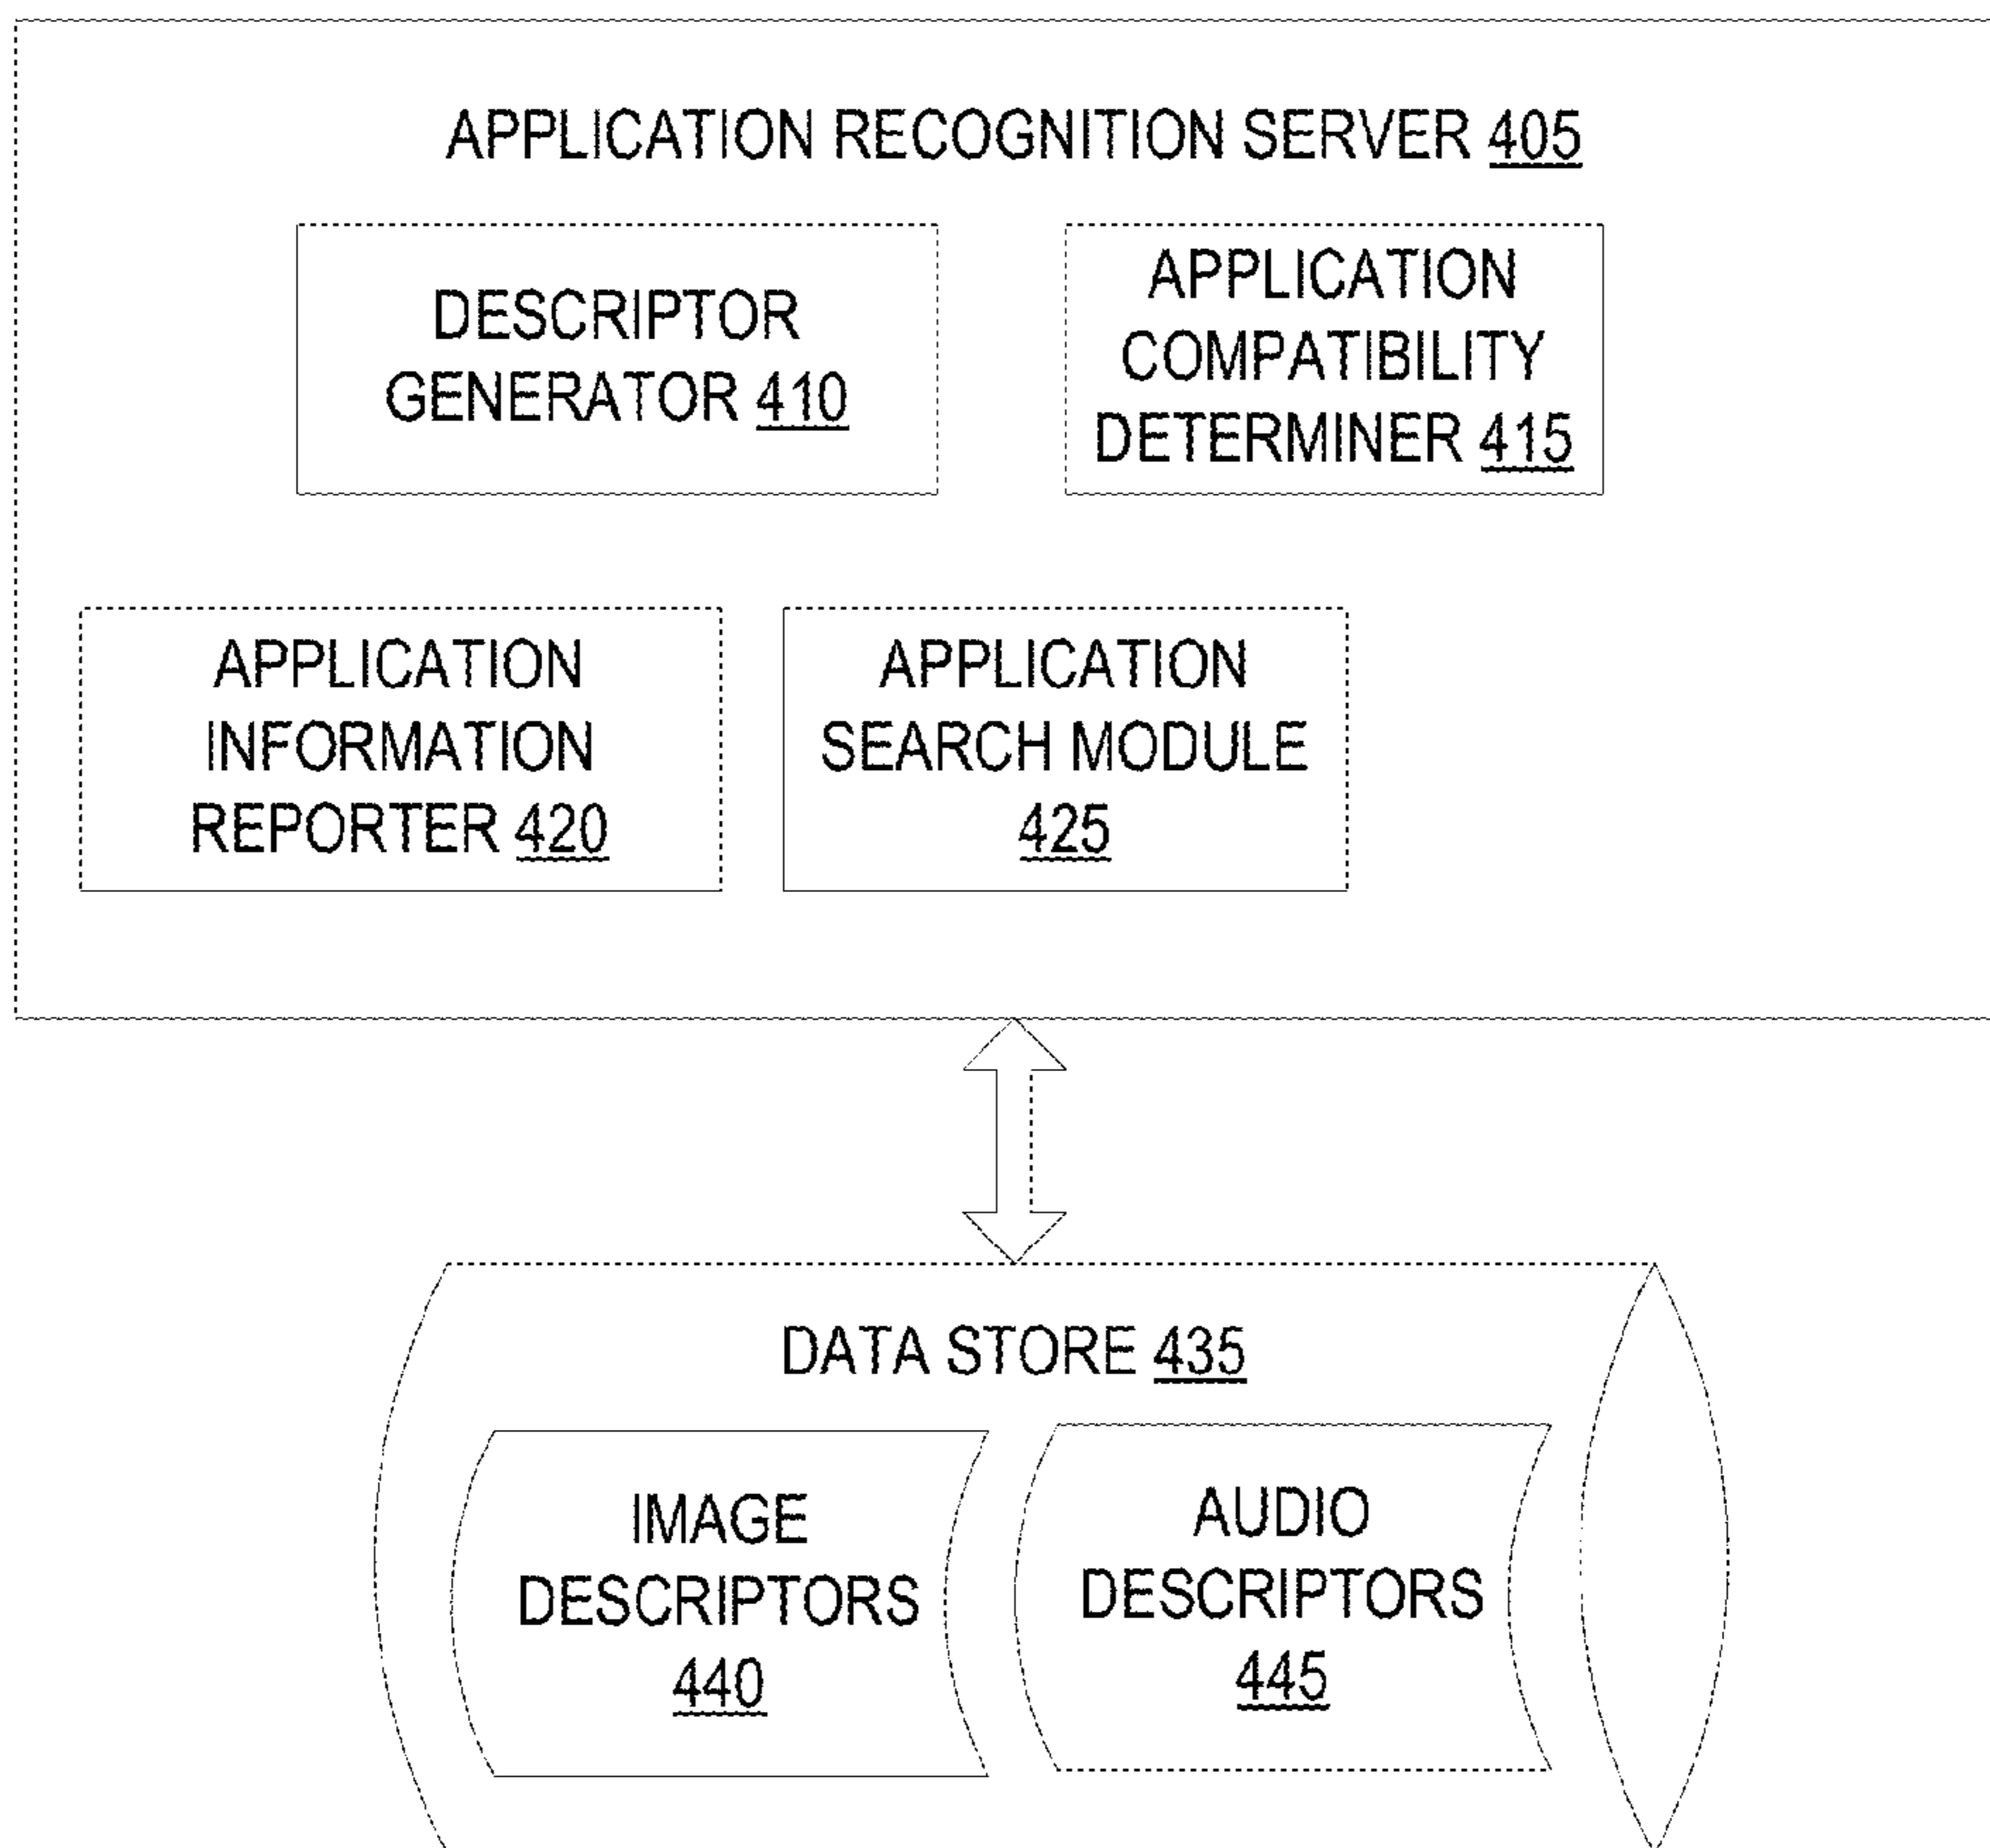 APPLICATION RECOGNITION SERVER 405
DESCRIPTOR
GENERATOR 410
APPLICATION
COMPATIBILITY
DETERMINER 415
APPLICATION
INFORMATION
REPORTER 420
APPLICATION
SEARCH MODULE
425
DATA STORE 435
IMAGE
DESCRIPTORS
440
AUDIO
DESCRIPTORS
445